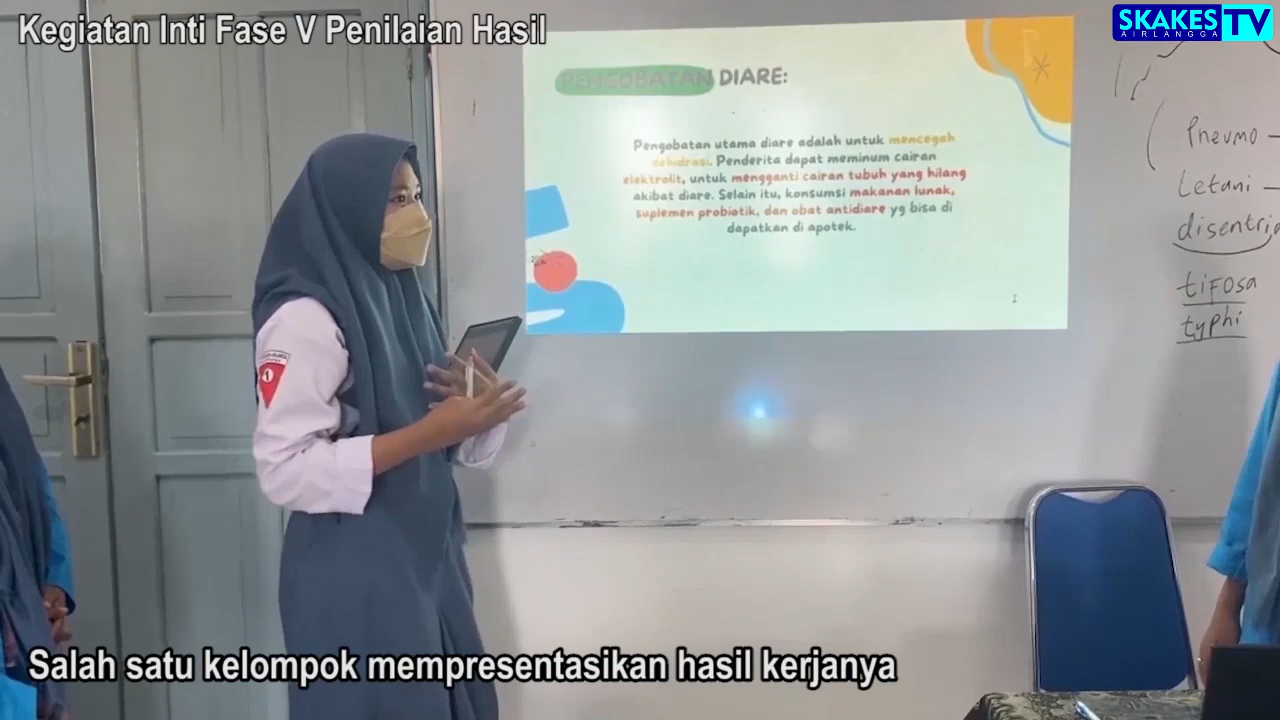 Kegiatan Inti Fase V Penilaian Hasil
SKAKES TV
AIRLANGGA
PENGOBATAN DIARE:
Pengobatan utama diare adalah untuk mencegah
dehidrasi. Penderita dapat meminum cairan
elektrolit, untuk mengganti cairan tubuh yang hilang
akibat diare. Selain itu, konsumsi makanan lunak,
suplemen probiotik, dan obat antidiare yg bisa di
dapatkan di apotek.
Pneumo -
Letani -
disentria
tifosa
typhi
1
Salah satu kelompok mempresentasikan hasil kerjanya